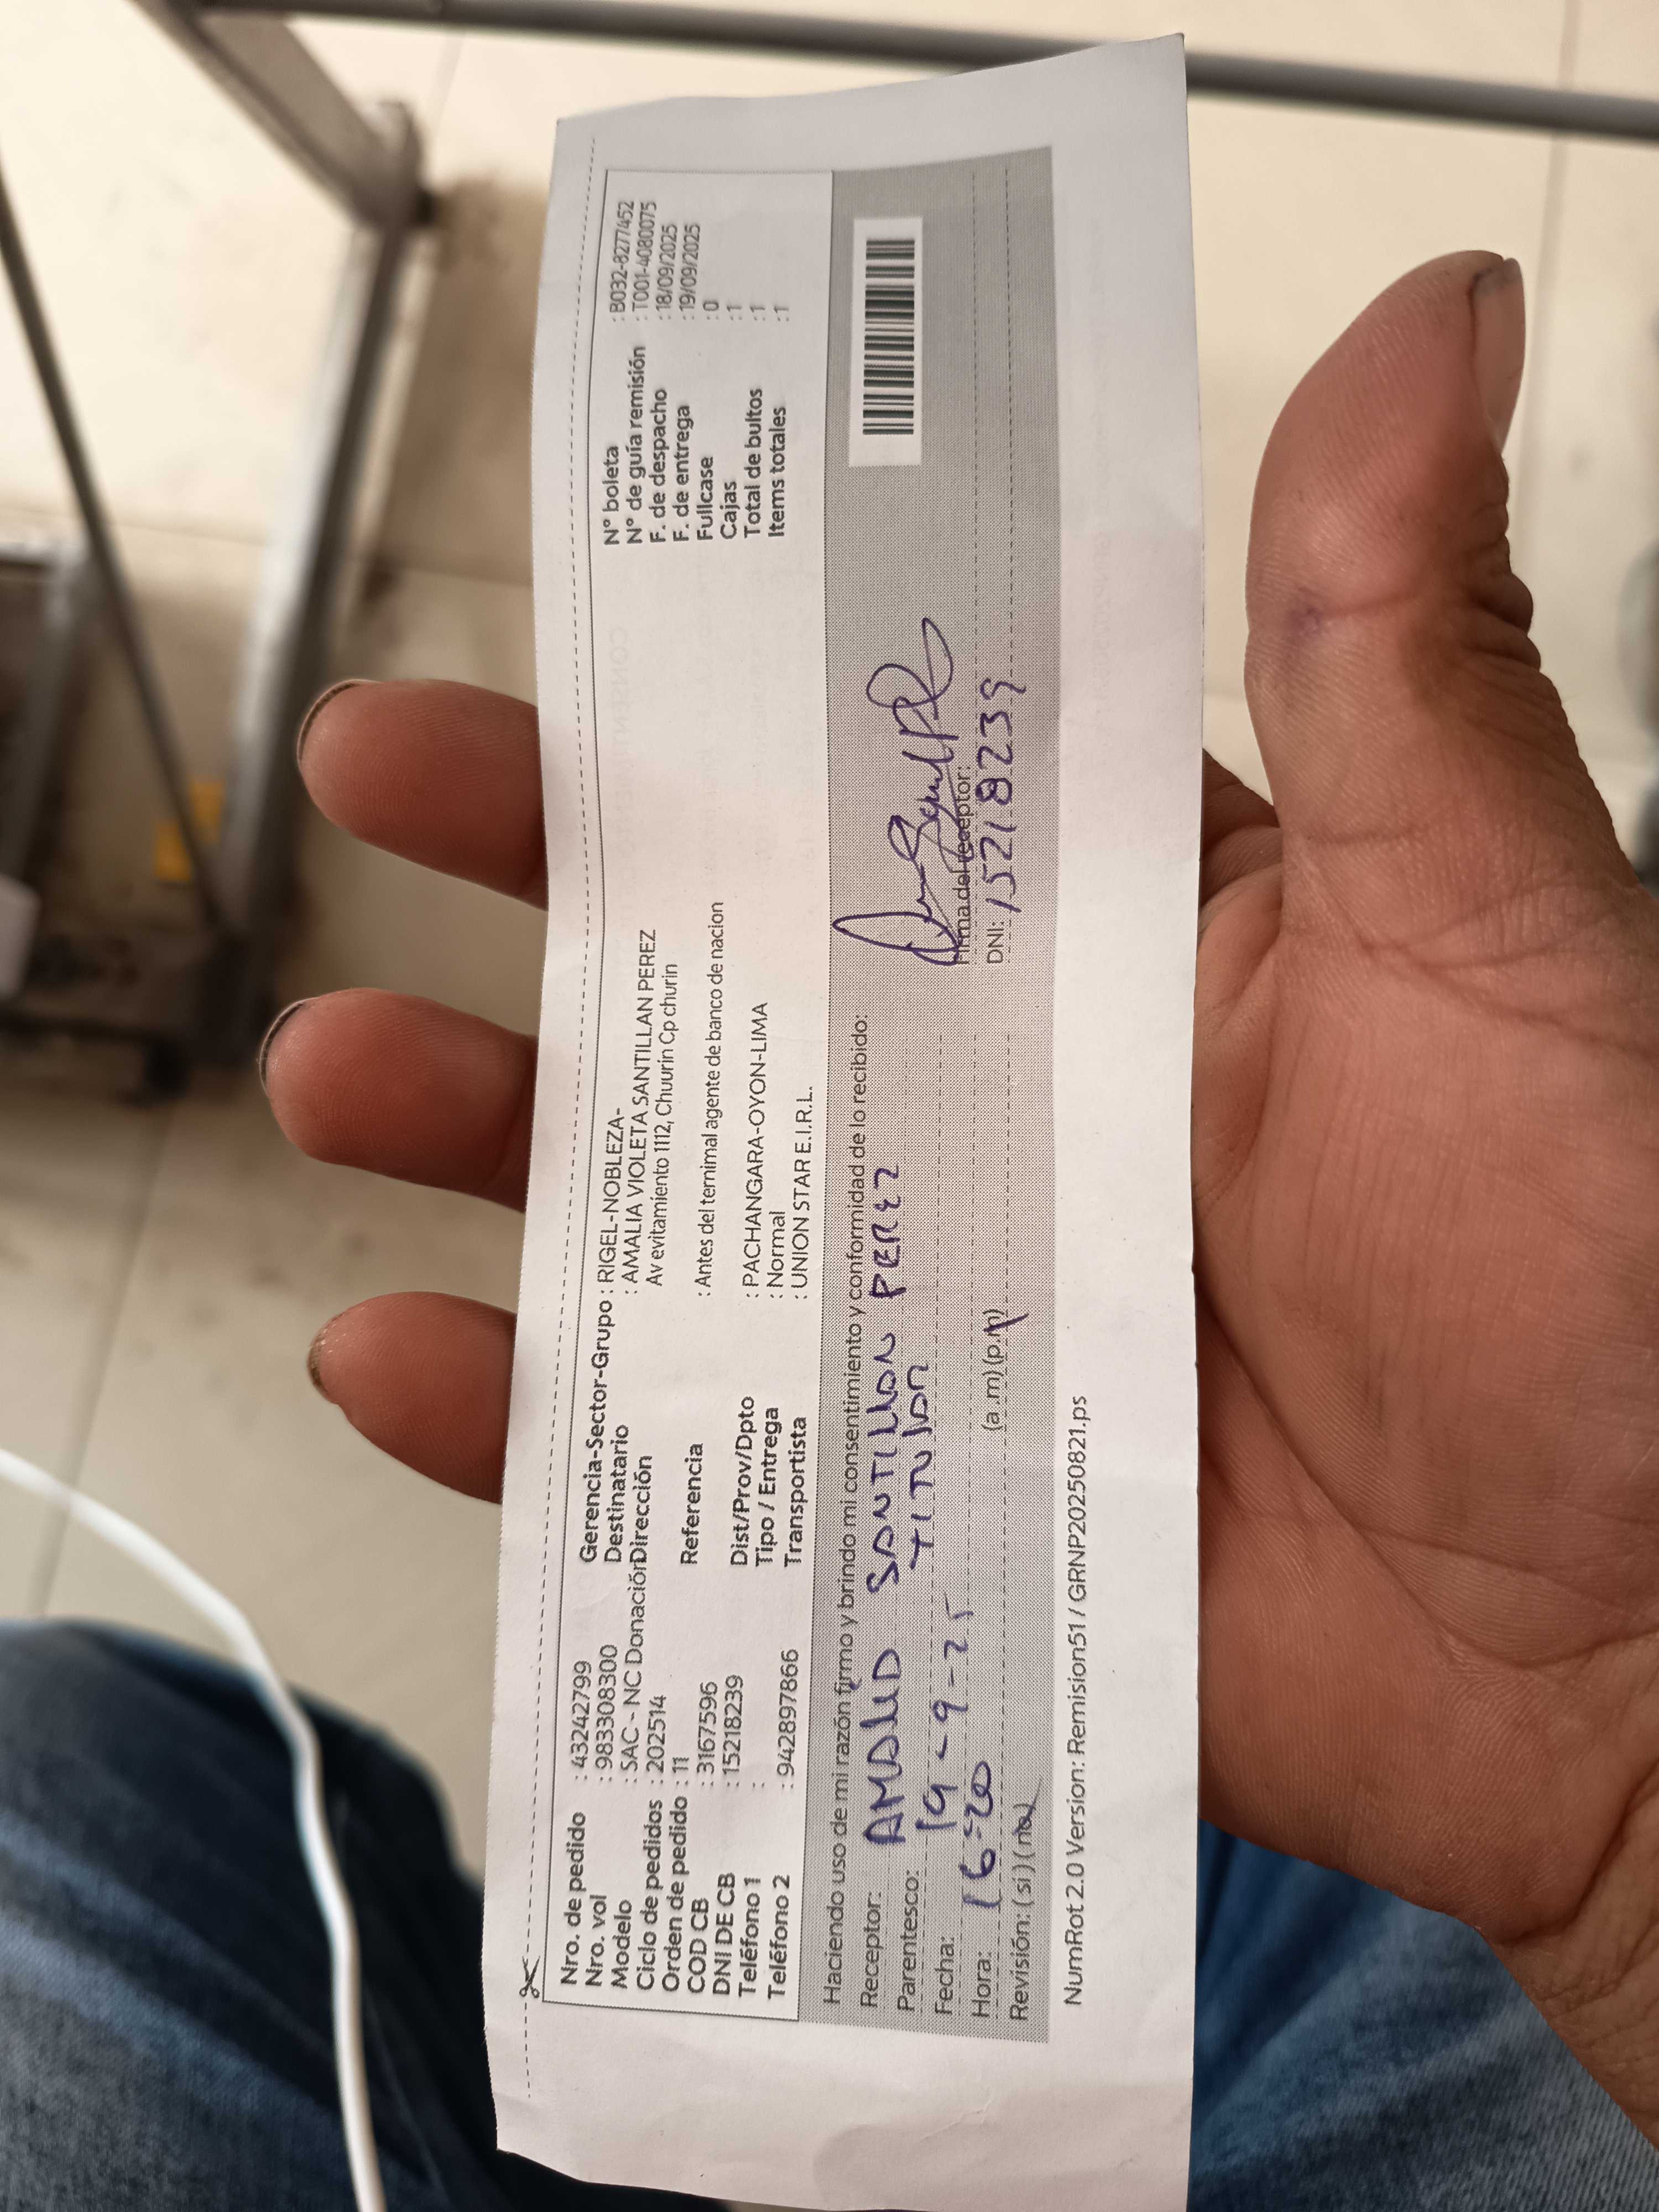 Nro. de pedido : 43242799
Nro. vol : 983308300
Modelo : SAC - NC Donación
Ciclo de pedidos : 202514
Orden de pedido : 11
COD CB : 3167596
DNI DE CB : 15218239
Teléfono 1 :
Teléfono 2 : 942897866
Gerencia-Sector-Grupo : RIGEL-NOBLEZA-
Destinatario : AMALIA VIOLETA SANTILLAN PEREZ
Dirección Av evitamiento 1112, Chuurin Cp churin
Referencia : Antes del ternimal agente de banco de nacion
Dist/Prov/Dpto : PACHANGARA-OYON-LIMA
Tipo / Entrega : Normal
Transportista : UNION STAR E.I.R.L.
N° boleta : B032-8277452
N° de guía remisión : T001-4080075
F. de despacho : 18/09/2025
F. de entrega : 19/09/2025
Fullcase : 0
Cajas : 1
Total de bultos : 1
Items totales : 1
Haciendo uso de mi razón firmo y brindo mi consentimiento y conformidad de lo recibido:
Receptor: AMALIA SANTILLAN PEREZ
Parentesco: TITULAR
Fecha: 19-9-25
Hora: 16:20 (a .m) (p.m)
Revisión: ( si ) ( no )
Firma del receptor:
DNI: 15218239
NumRot 2.0 Version: Remision51 / GRNP20250821.ps